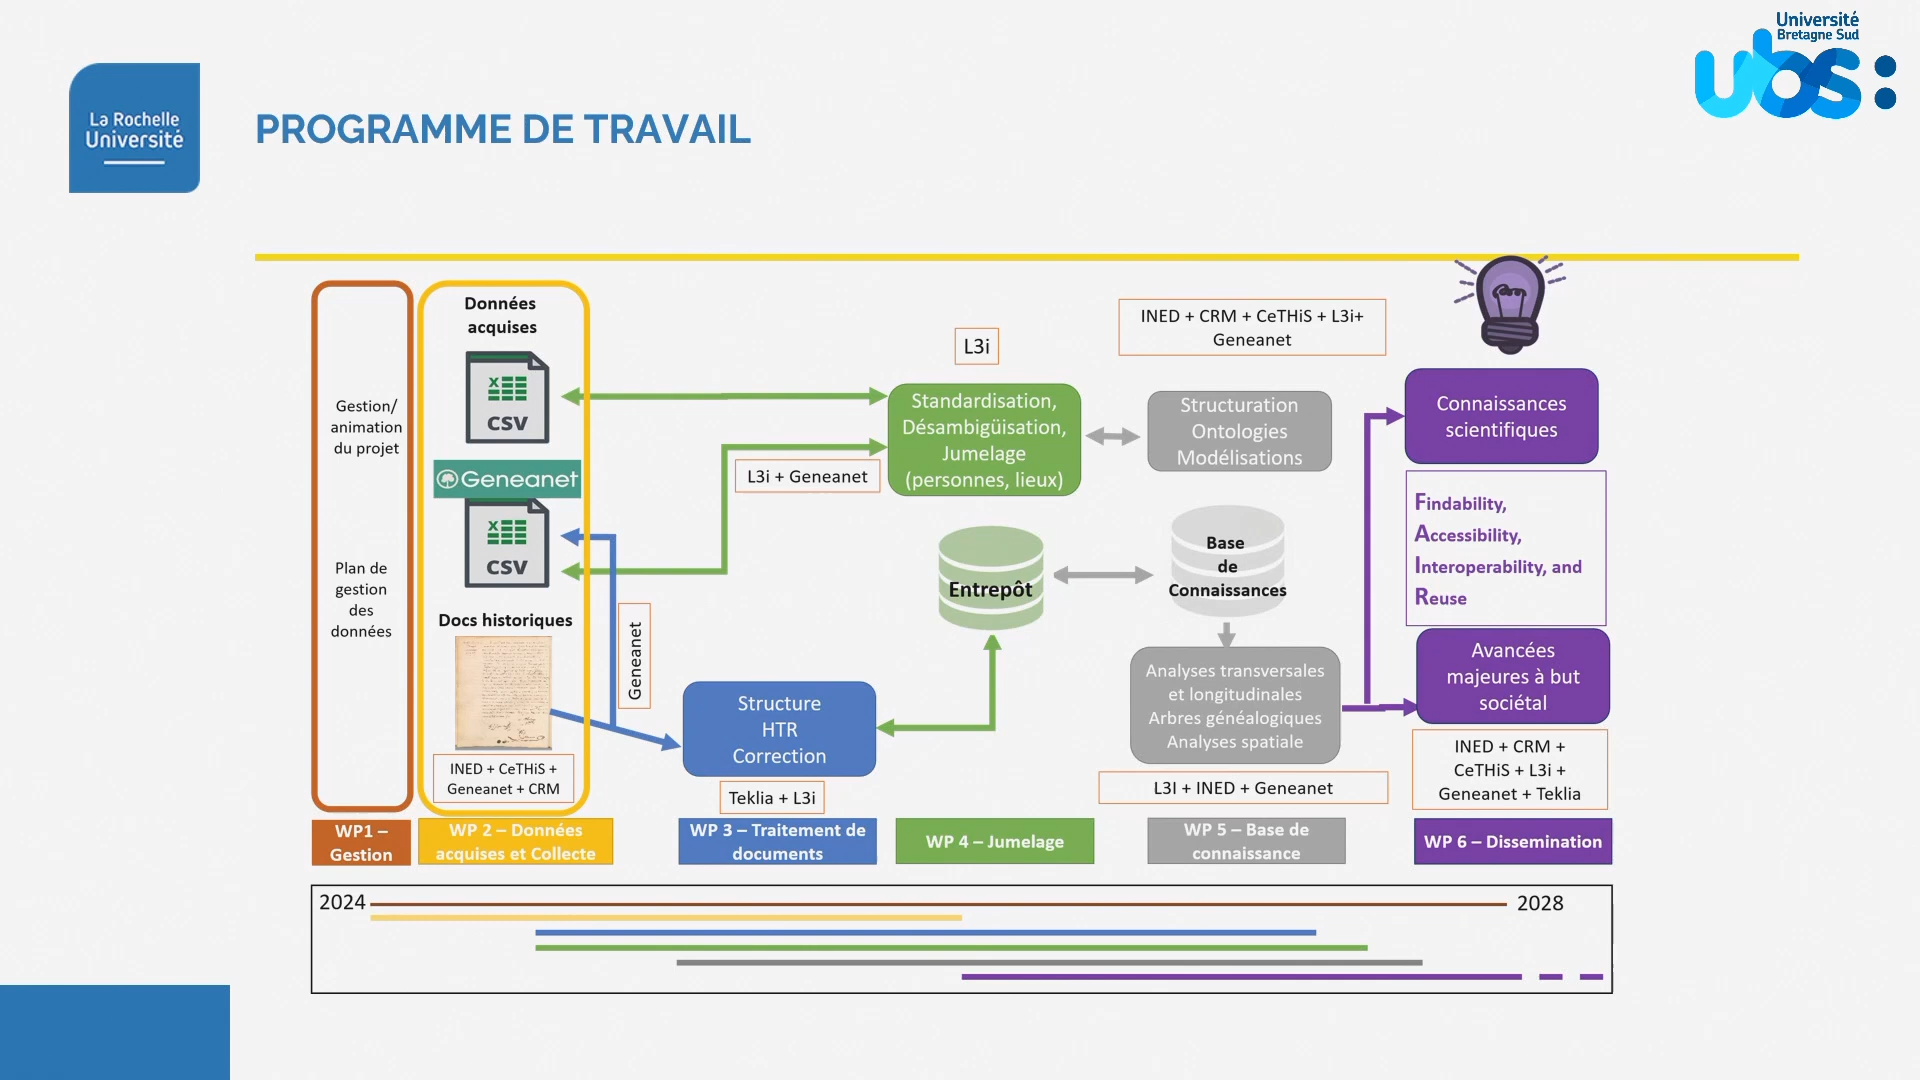 Université
Bretagne Sud
ubs:
La Rochelle
Université
PROGRAMME DE TRAVAIL
Gestion/
animation
du projet
Plan de
gestion
des
données
Données
acquises
CSV
Geneanet
CSV
Docs historiques
INED + CeTHiS +
Geneanet + CRM
Geneanet
L3i + Geneanet
Structure
HTR
Correction
Teklia + L3i
L3i
Standardisation,
Désambigüisation,
Jumelage
(personnes, lieux)
Entrepôt
INED + CRM + CeTHiS + L3i+
Geneanet
Structuration
Ontologies
Modélisations
Base
de
Connaissances
Analyses transversales
et longitudinales
Arbres généalogiques
Analyses spatiale
L3I + INED + Geneanet
Connaissances
scientifiques
Findability,
Accessibility,
Interoperability, and
Reuse
Avancées
majeures à but
sociétal
INED + CRM +
CeTHiS + L3i +
Geneanet + Teklia
WP1 –
Gestion
WP 2 – Données
acquises et Collecte
WP 3 – Traitement de
documents
WP 4 – Jumelage
WP 5 – Base de
connaissance
WP 6 – Dissemination
2024
2028